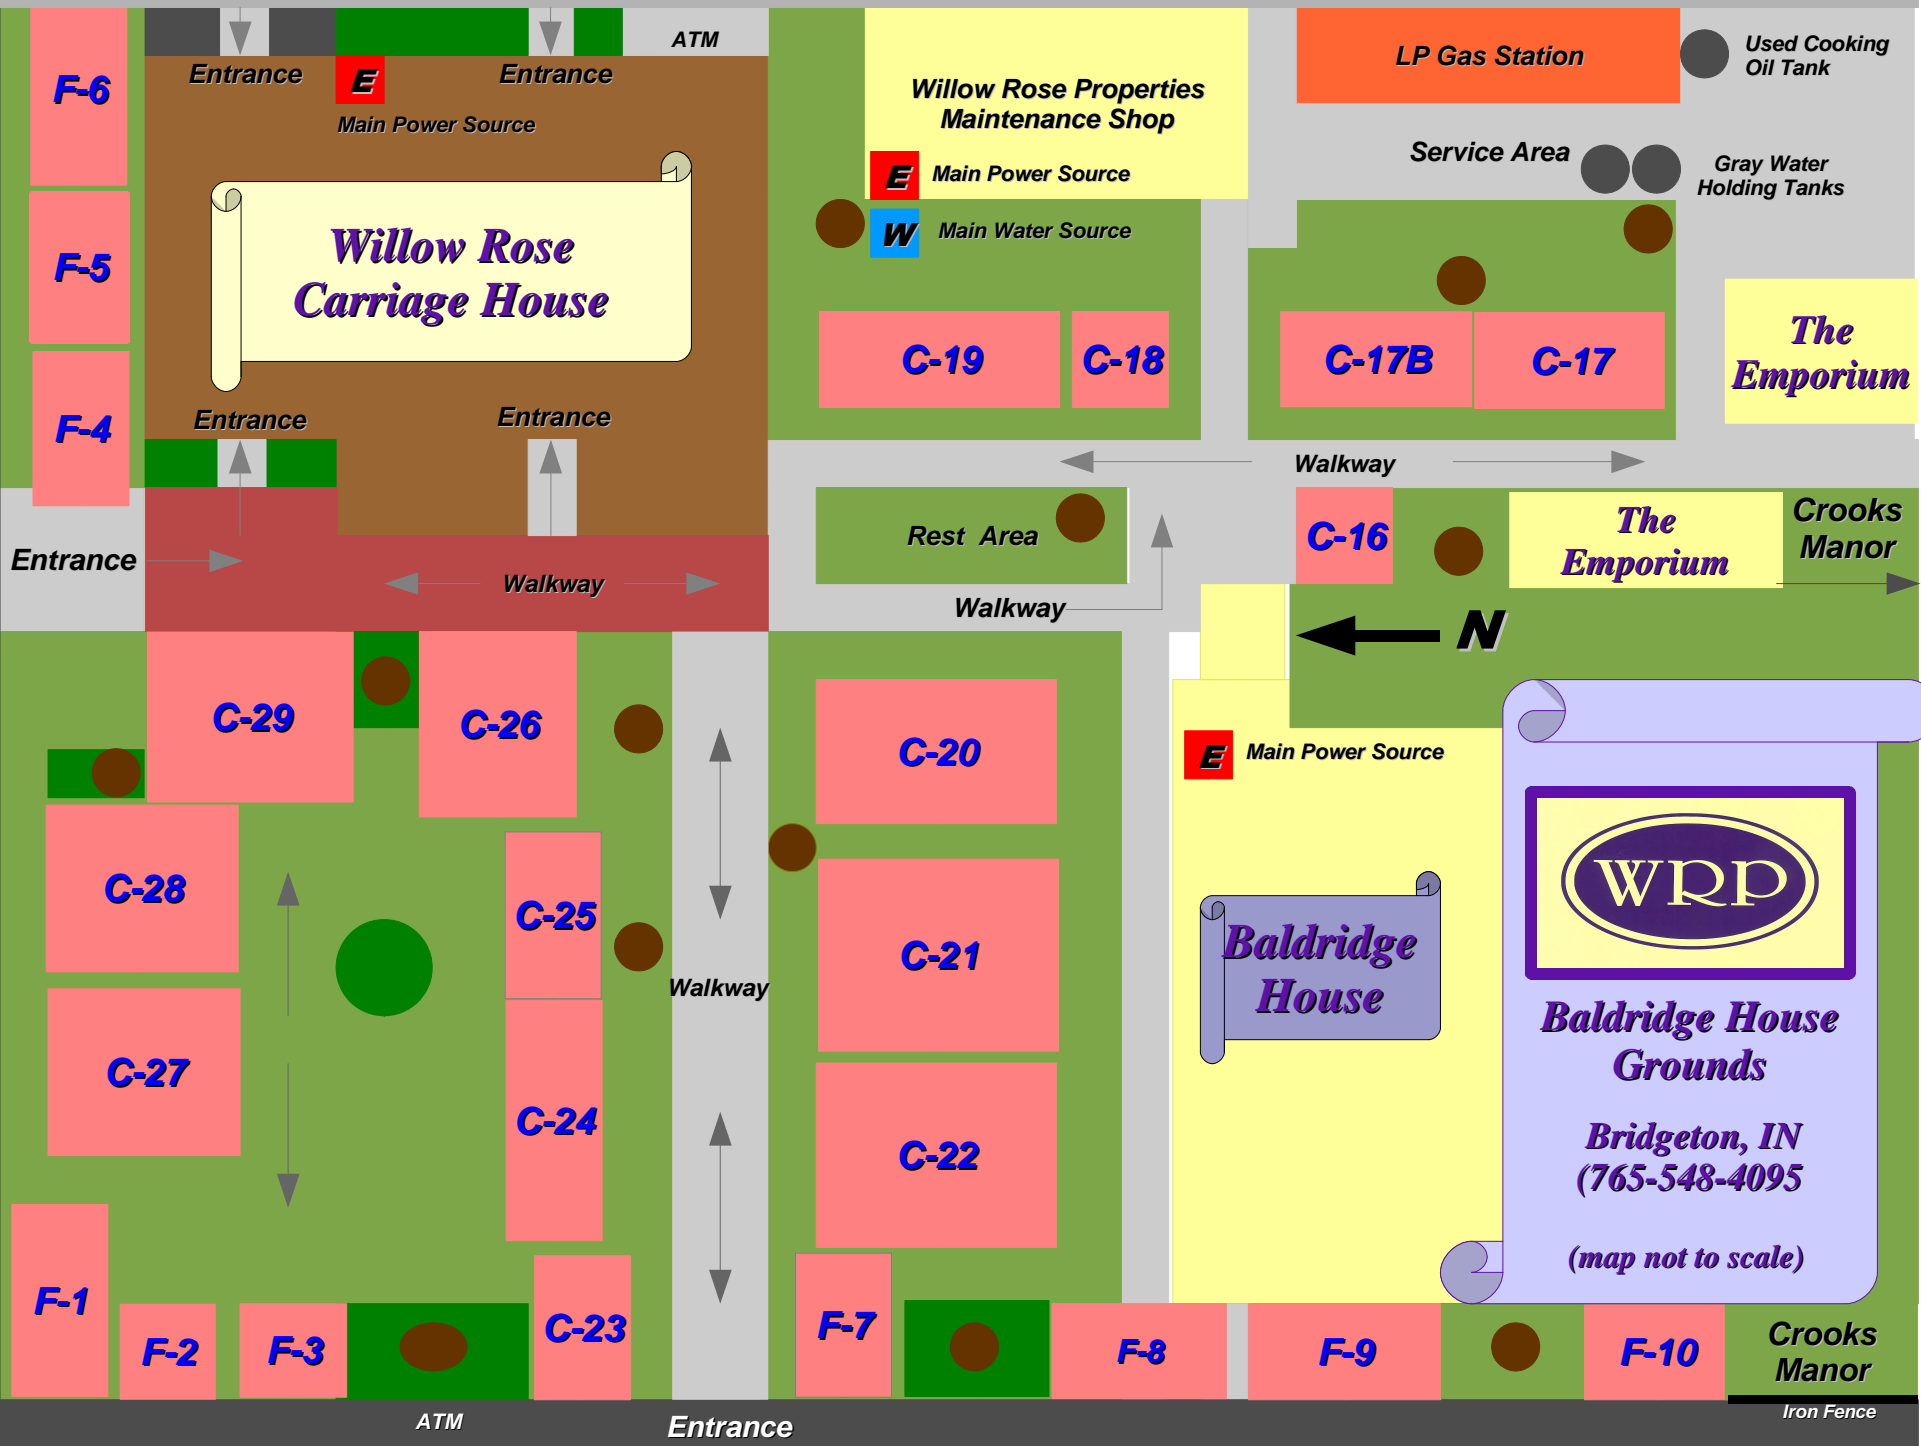 F-6
Entrance
Entrance
ATM
E
Main Power Source
Willow Rose Properties
Maintenance Shop
E
Main Power Source
W
Main Water Source
LP Gas Station
Used Cooking
Oil Tank
Service Area
Gray Water
Holding Tanks
F-5
Willow Rose
Carriage House
F-4
Entrance
Entrance
C-19
C-18
C-17B
C-17
The
Emporium
Walkway
Entrance
Walkway
Rest Area
C-16
The
Emporium
Crooks
Manor
Walkway
N
C-29
C-26
C-20
E
Main Power Source
C-28
C-25
C-21
Walkway
Baldridge
House
WRP
Baldridge House
Grounds
Bridgeton, IN
(765-548-4095
(map not to scale)
C-27
C-24
C-22
F-1
F-2
F-3
C-23
F-7
F-8
F-9
F-10
Crooks
Manor
ATM
Entrance
Iron Fence